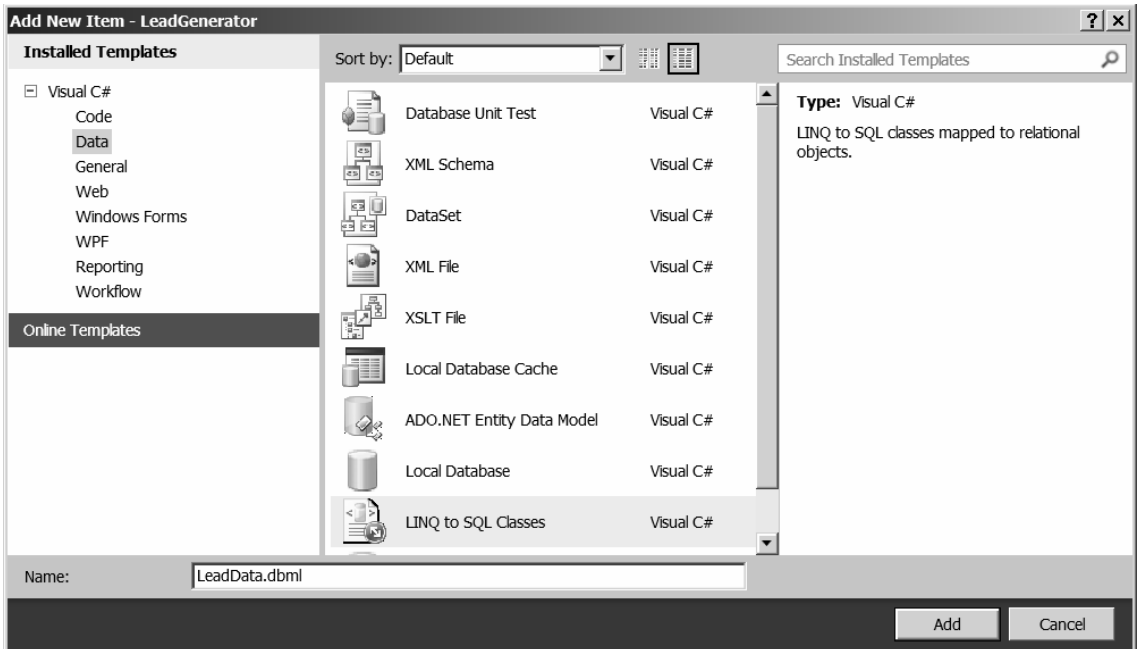 Add New Item - LeadGenerator
? ×
Installed Templates
Visual C#
Code
Data
General
Web
Windows Forms
WPF
Reporting
Workflow
Online Templates
Sort by: Default
Search Installed Templates
Database Unit Test Visual C#
XML Schema Visual C#
DataSet Visual C#
XML File Visual C#
XSLT File Visual C#
Local Database Cache Visual C#
ADO.NET Entity Data Model Visual C#
Local Database Visual C#
LINQ to SQL Classes Visual C#
Type: Visual C#
LINQ to SQL classes mapped to relational
objects.
Name: LeadData.dbml
Add Cancel